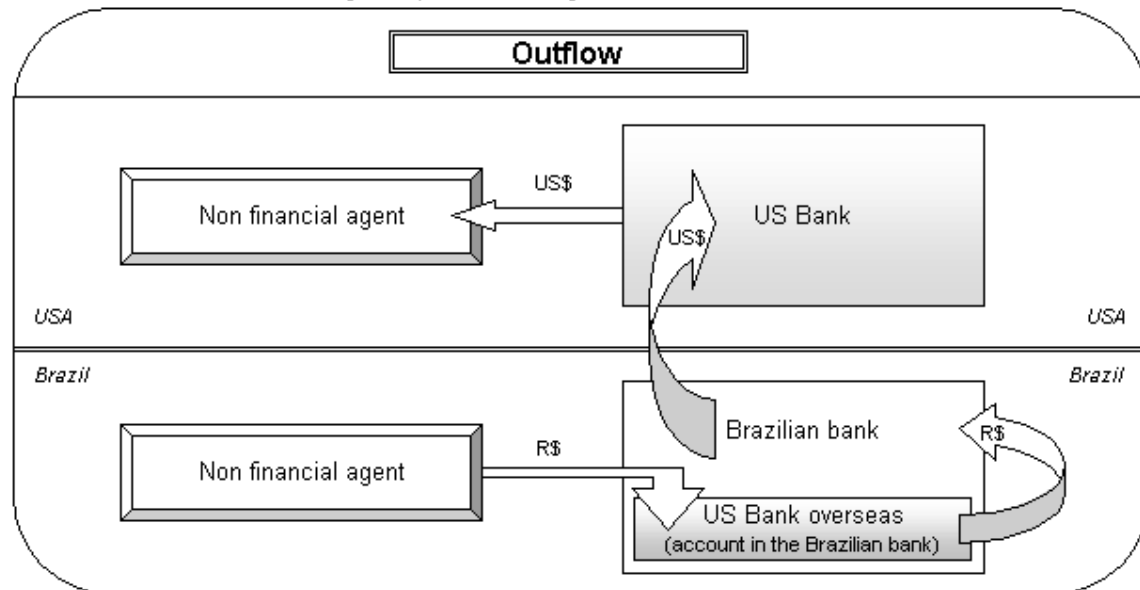 Outflow
Non financial agent
US$
US$
US Bank
USA
USA
Brazil
Brazil
Non financial agent
R$
Brazilian bank
R$
US Bank overseas
(account in the Brazilian bank)